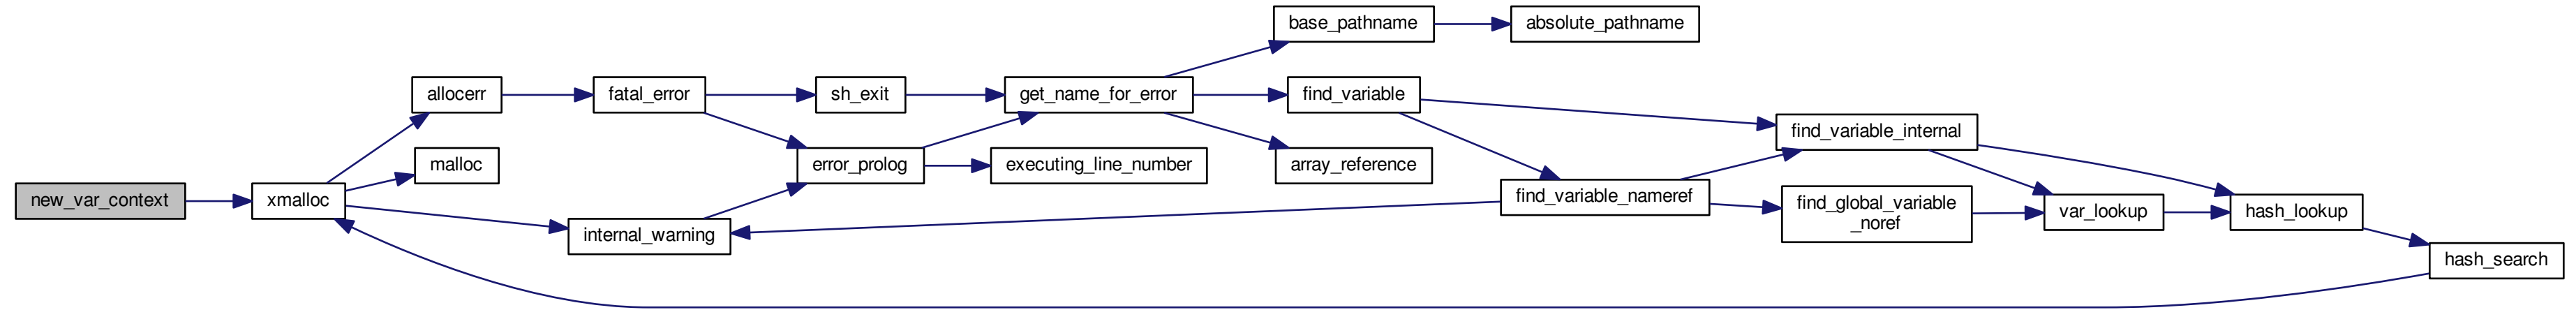 base_pathname
absolute_pathname
allocerr
fatal_error
sh_exit
get_name_for_error
find_variable
find_variable_internal
malloc
error_prolog
executing_line_number
array_reference
new_var_context
xmalloc
find_variable_nameref
find_global_variable
_noref
var_lookup
hash_lookup
internal_warning
hash_search